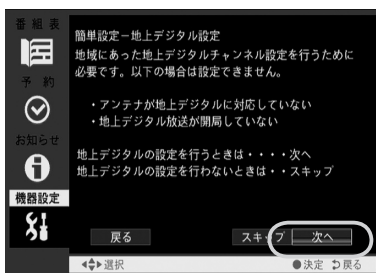 番組表
予 約
お知らせ
機器設定
簡単設定－地上デジタル設定
地域にあった地上デジタルチャンネル設定を行うために
必要です。以下の場合は設定できません。
・アンテナが地上デジタルに対応していない
・地上デジタル放送が開局していない
地上デジタルの設定を行うときは・・・・次へ
地上デジタルの設定を行わないときは・・スキップ
戻る スキップ 次へ
選択 決定 戻る